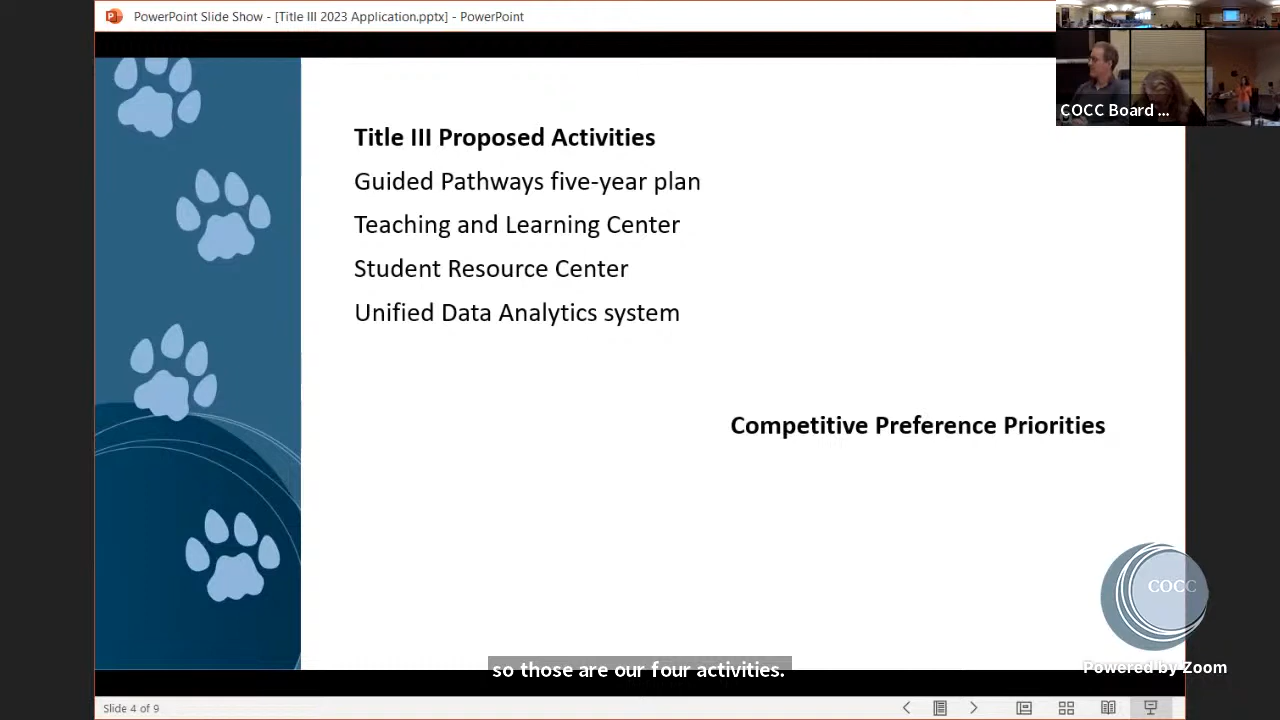 PowerPoint Slide Show - [Title III 2023 Application.pptx] - PowerPoint
COCC Board ...
Title III Proposed Activities
Guided Pathways five-year plan
Teaching and Learning Center
Student Resource Center
Unified Data Analytics system
Competitive Preference Priorities
COCC
so those are our four activities.
Powered by Zoom
Slide 4 of 9